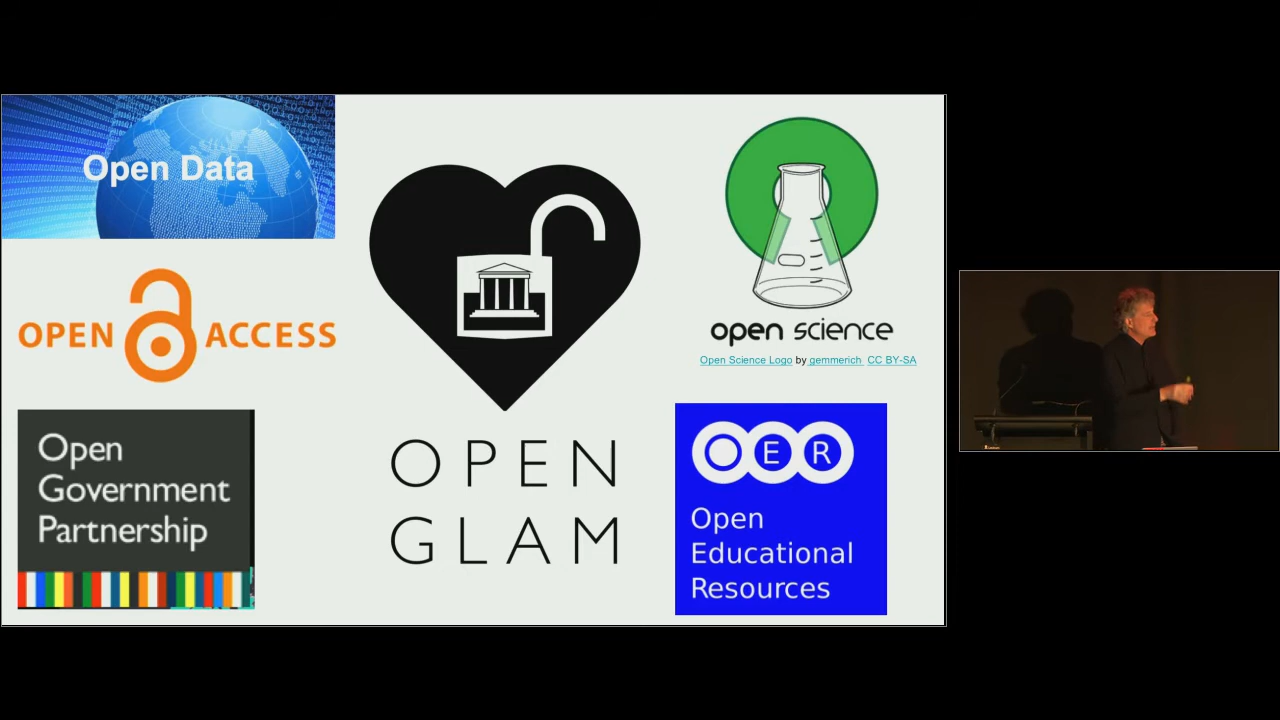 Open Data
OPEN ACCESS
Open
Government
Partnership
OPEN
GLAM
open science
Open Science Logo by gemmerich CC BY-SA
OER
Open
Educational
Resources